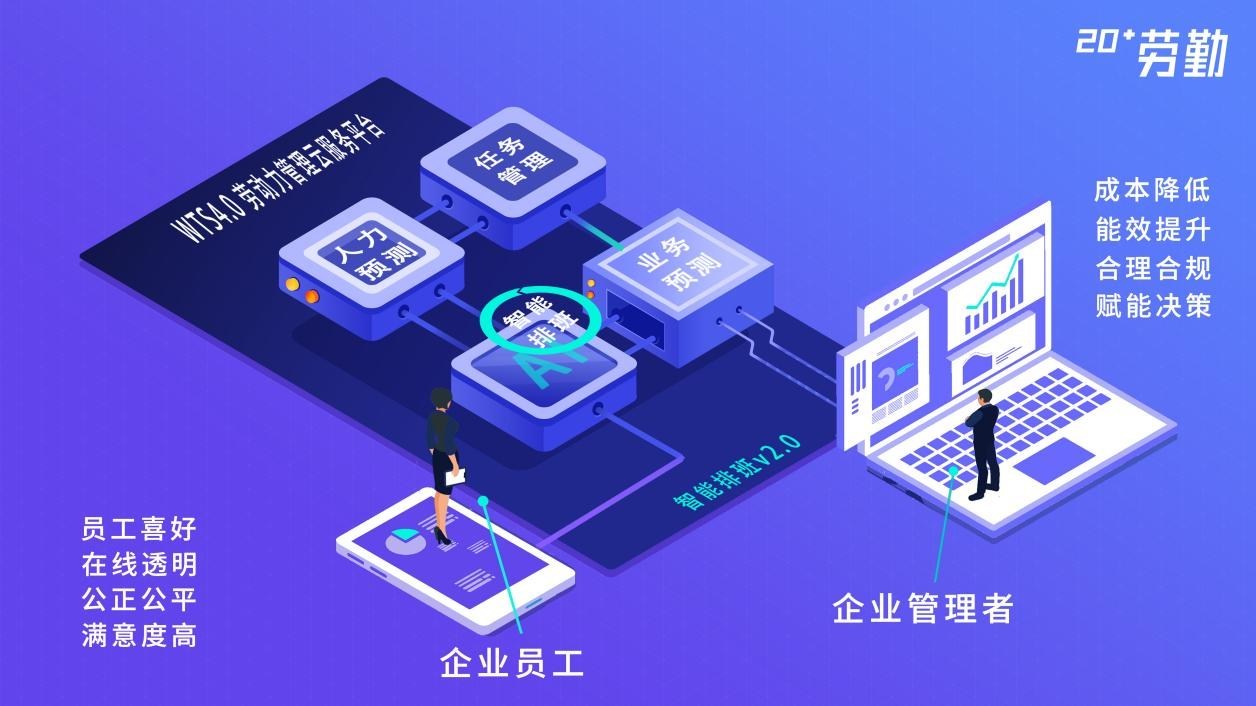 20+劳勤
WTS4.0 劳动力管理云服务平台
任务
管理
人力
预测
业务
预测
智能
排班
AI
智能排班v2.0
成本降低
能效提升
合理合规
赋能决策
员工喜好
在线透明
公正公平
满意度高
企业员工
企业管理者